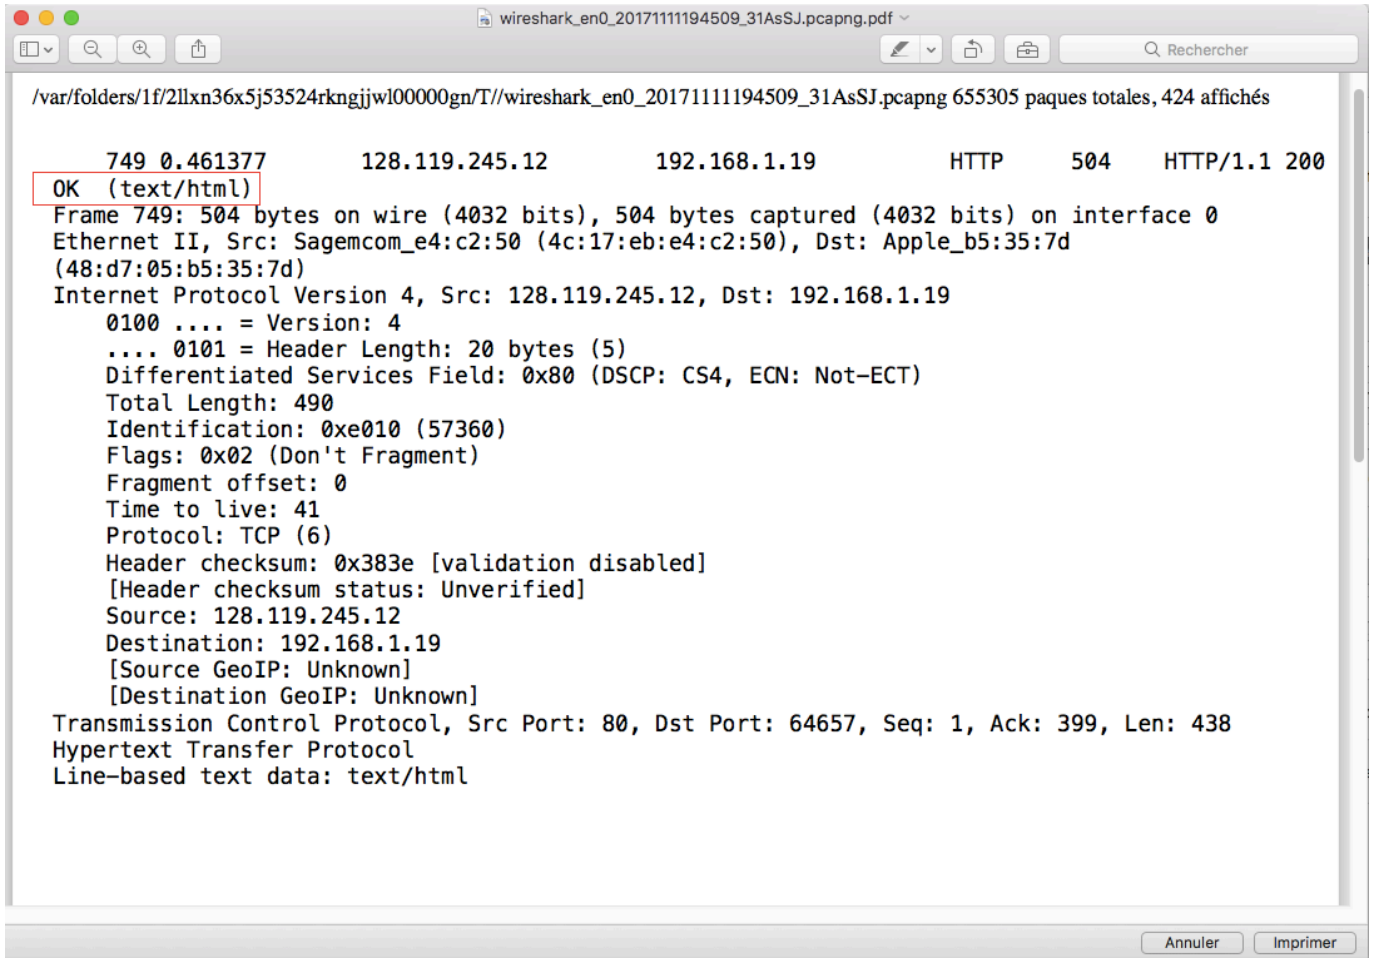 wireshark_en0_20171111194509_31AsSJ.pcapng.pdf
Rechercher
/var/folders/1f/2llxn36x5j53524rkngjjwl00000gn/T//wireshark_en0_20171111194509_31AsSJ.pcapng 655305 paques totales, 424 affichés
749 0.461377 128.119.245.12 192.168.1.19 HTTP 504 HTTP/1.1 200
OK (text/html)
Frame 749: 504 bytes on wire (4032 bits), 504 bytes captured (4032 bits) on interface 0
Ethernet II, Src: Sagemcom_e4:c2:50 (4c:17:eb:e4:c2:50), Dst: Apple_b5:35:7d
(48:d7:05:b5:35:7d)
Internet Protocol Version 4, Src: 128.119.245.12, Dst: 192.168.1.19
0100 .... = Version: 4
.... 0101 = Header Length: 20 bytes (5)
Differentiated Services Field: 0x80 (DSCP: CS4, ECN: Not-ECT)
Total Length: 490
Identification: 0xe010 (57360)
Flags: 0x02 (Don't Fragment)
Fragment offset: 0
Time to live: 41
Protocol: TCP (6)
Header checksum: 0x383e [validation disabled]
[Header checksum status: Unverified]
Source: 128.119.245.12
Destination: 192.168.1.19
[Source GeoIP: Unknown]
[Destination GeoIP: Unknown]
Transmission Control Protocol, Src Port: 80, Dst Port: 64657, Seq: 1, Ack: 399, Len: 438
Hypertext Transfer Protocol
Line-based text data: text/html
Annuler Imprimer